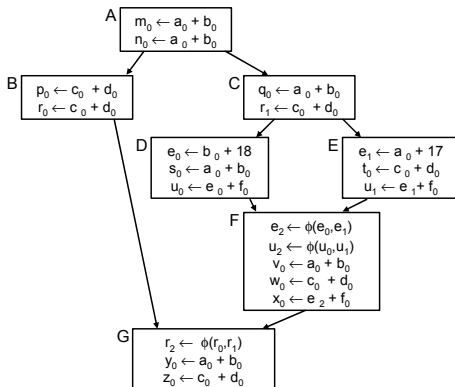 A
m₀ ← a₀ + b₀
n₀ ← a₀ + b₀
B
p₀ ← c₀ + d₀
r₀ ← c₀ + d₀
C
q₀ ← a₀ + b₀
r₁ ← c₀ + d₀
D
e₀ ← b₀ + 18
s₀ ← a₀ + b₀
u₀ ← e₀ + f₀
E
e₁ ← a₀ + 17
t₀ ← c₀ + d₀
u₁ ← e₁ + f₀
F
e₂ ← ϕ(e₀,e₁)
u₂ ← ϕ(u₀,u₁)
v₀ ← a₀ + b₀
w₀ ← c₀ + d₀
x₀ ← e₂ + f₀
G
r₂ ← ϕ(r₀,r₁)
y₀ ← a₀ + b₀
z₀ ← c₀ + d₀